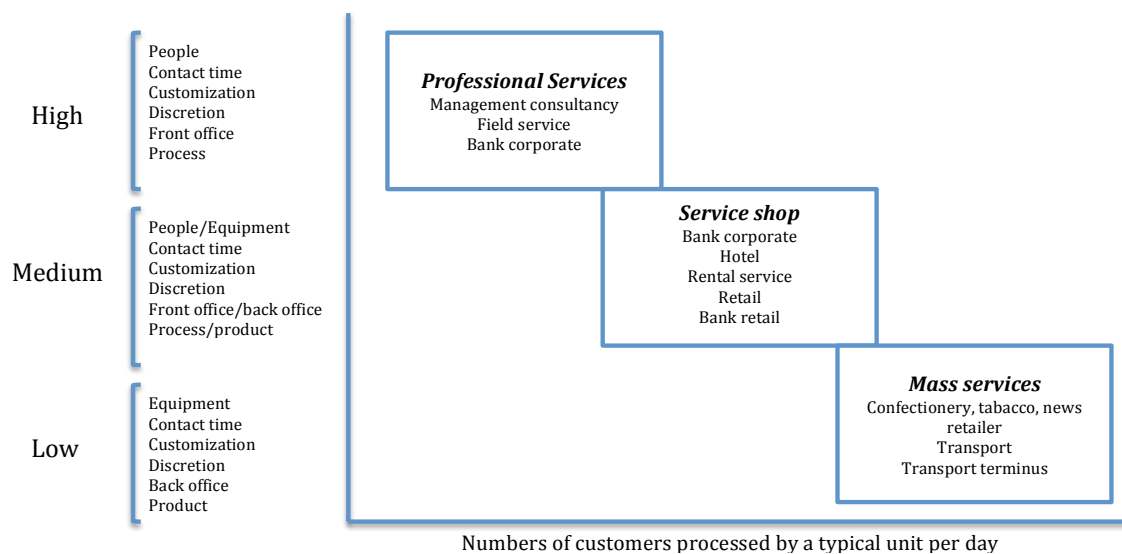 High
People
Contact time
Customization
Discretion
Front office
Process
Professional Services
Management consultancy
Field service
Bank corporate
Medium
People/Equipment
Contact time
Customization
Discretion
Front office/back office
Process/product
Service shop
Bank corporate
Hotel
Rental service
Retail
Bank retail
Low
Equipment
Contact time
Customization
Discretion
Back office
Product
Mass services
Confectionery, tabacco, news
retailer
Transport
Transport terminus
Numbers of customers processed by a typical unit per day